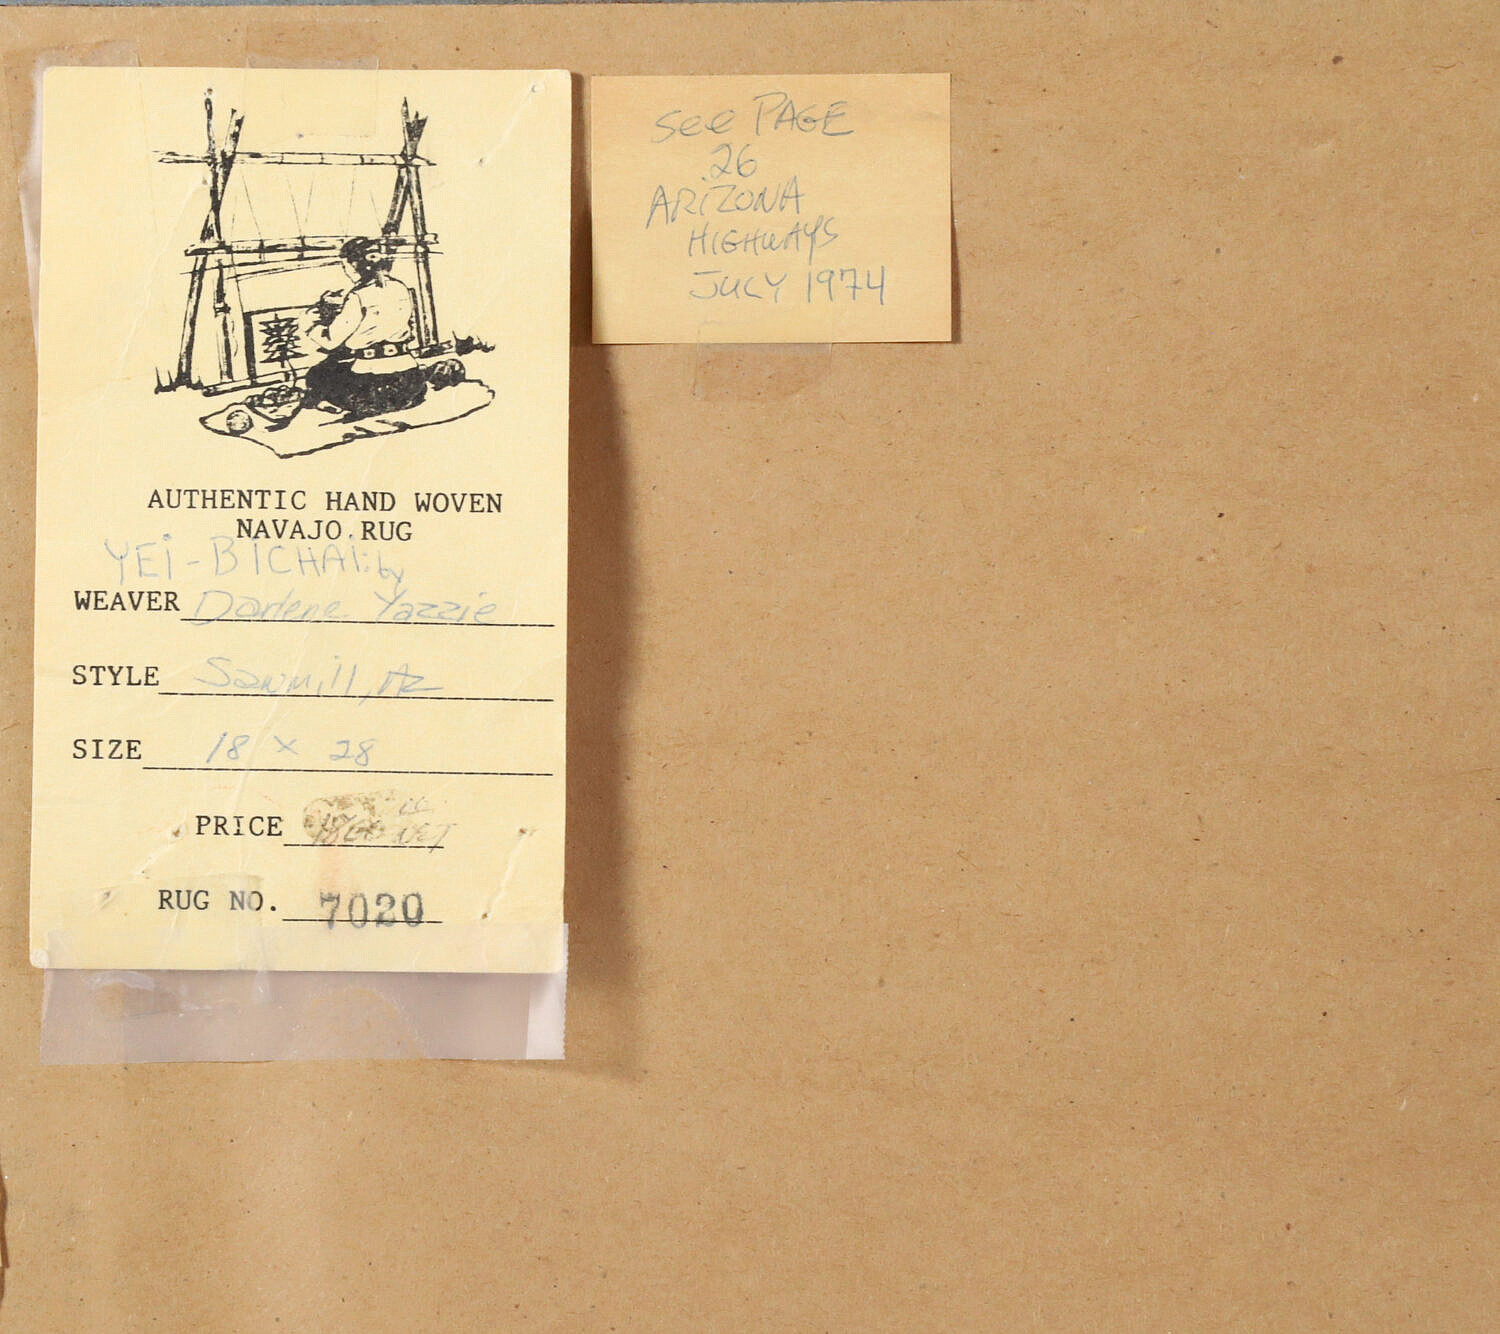 AUTHENTIC HAND WOVEN
NAVAJO RUG
YEi-BiCHAi: by
WEAVER Darlene Yazzie
STYLE Sawmill, Az
SIZE 18 x 28
PRICE NET
RUG NO. 7020
See PAGE
26
ARiZONA
HIGHWAYS
JULY 1974